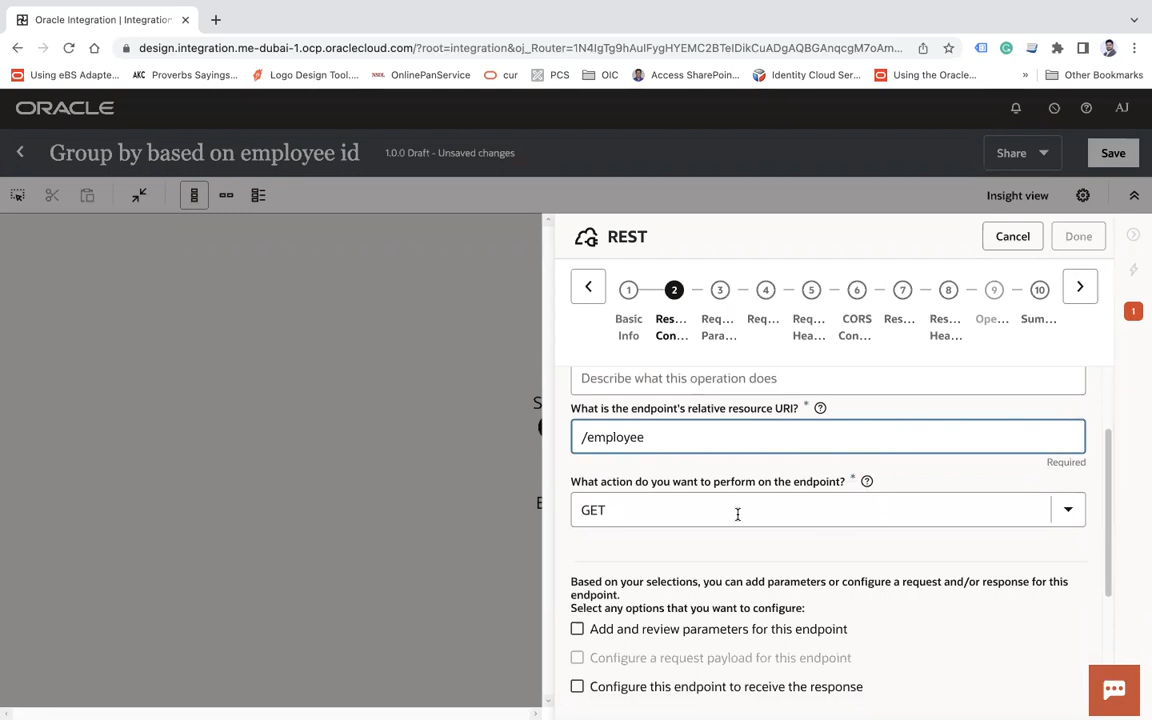 Oracle Integration | Integration
design.integration.me-dubai-1.ocp.oraclecloud.com/?root=integration&oj_Router=1N4IgTg9hAuIFygHYEMC2BTeIDikCuADgAQBGAnqcgM7oAm...
Using eBS Adapte...
AKC Proverbs Sayings...
Logo Design Tool....
OnlinePanService
cur
PCS
OIC
Access SharePoin...
Identity Cloud Ser...
Using the Oracle...
»
Other Bookmarks
ORACLE
AJ
Group by based on employee id
1.0.0 Draft - Unsaved changes
Share
Save
Insight view
REST
Cancel
Done
1 2 3 4 5 6 7 8 9 10
Basic Res... Req... Req... Req... CORS Res... Res... Ope... Sum...
Info Con... Para... Hea... Con... Hea...
1
Describe what this operation does
What is the endpoint's relative resource URI? *
/employee
Required
What action do you want to perform on the endpoint? *
GET
Based on your selections, you can add parameters or configure a request and/or response for this
endpoint.
Select any options that you want to configure:
Add and review parameters for this endpoint
Configure a request payload for this endpoint
Configure this endpoint to receive the response